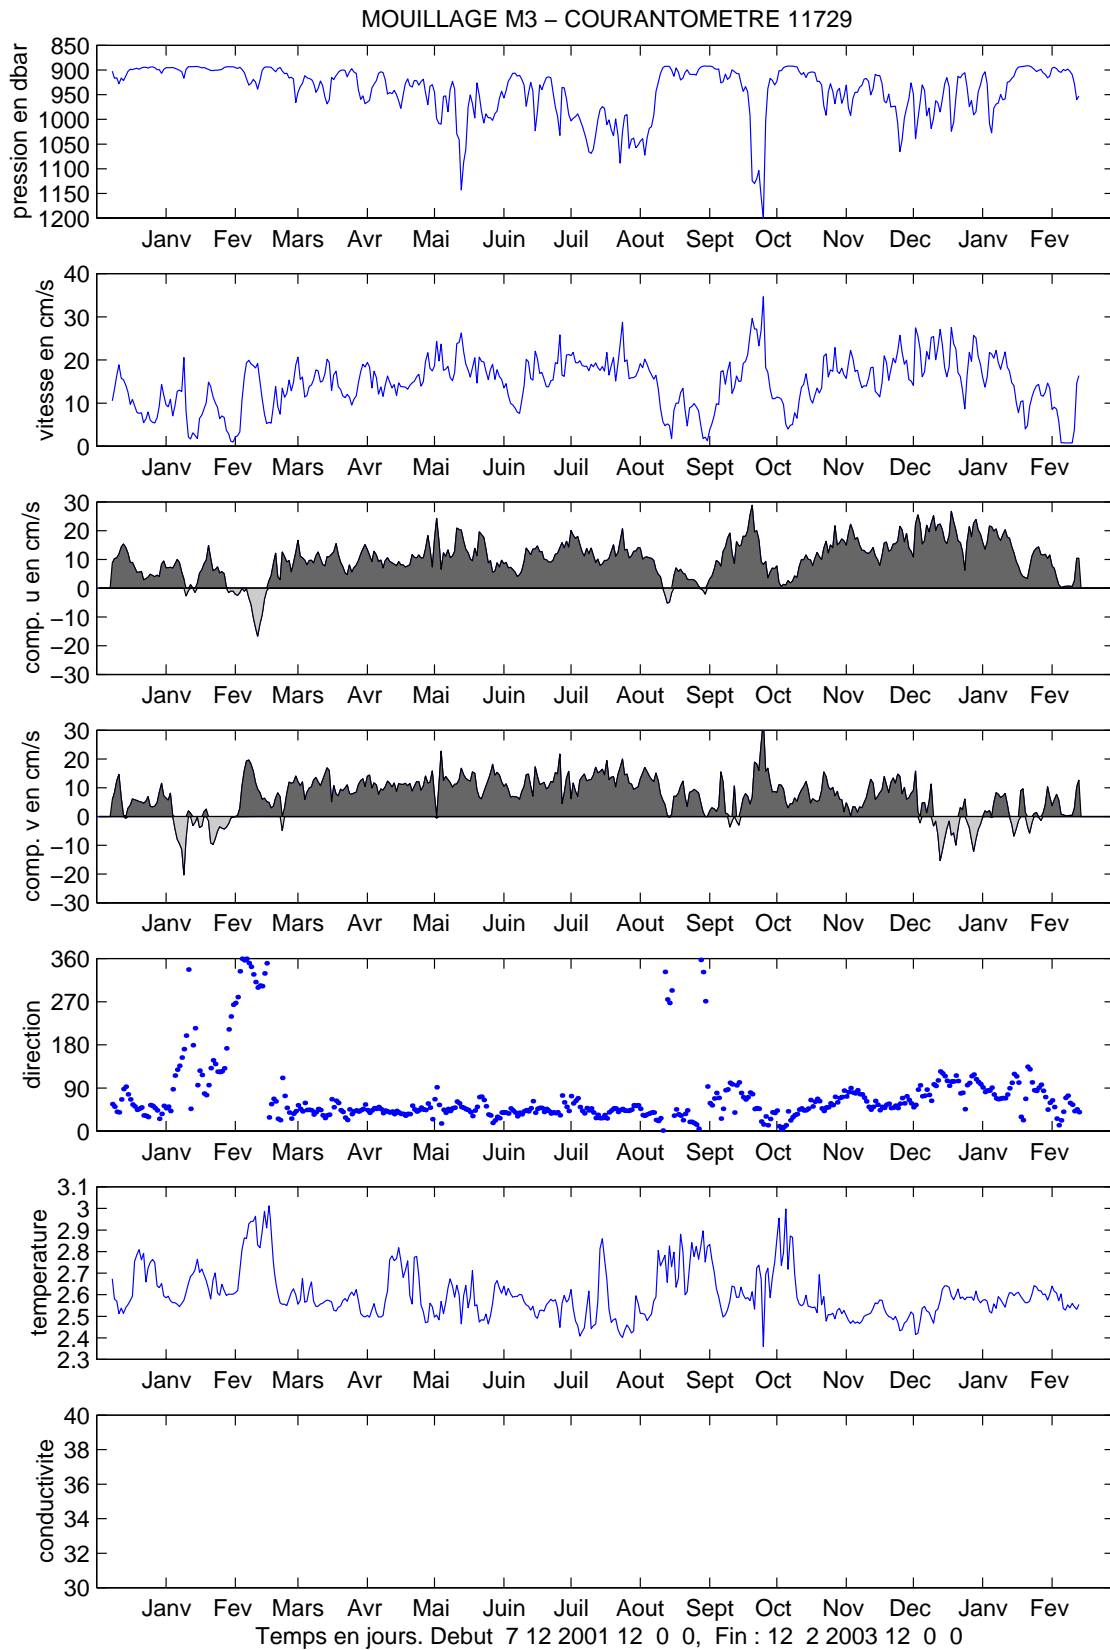 MOUILLAGE M3 – COURANTOMETRE 11729
pression en dbar
850
900
950
1000
1050
1100
1150
1200
Janv Fev Mars Avr Mai Juin Juil Aout Sept Oct Nov Dec Janv Fev
vitesse en cm/s
40
30
20
10
0
Janv Fev Mars Avr Mai Juin Juil Aout Sept Oct Nov Dec Janv Fev
comp. u en cm/s
30
20
10
0
−10
−20
−30
Janv Fev Mars Avr Mai Juin Juil Aout Sept Oct Nov Dec Janv Fev
comp. v en cm/s
30
20
10
0
−10
−20
−30
Janv Fev Mars Avr Mai Juin Juil Aout Sept Oct Nov Dec Janv Fev
direction
360
270
180
90
0
Janv Fev Mars Avr Mai Juin Juil Aout Sept Oct Nov Dec Janv Fev
temperature
3.1
3
2.9
2.8
2.7
2.6
2.5
2.4
2.3
Janv Fev Mars Avr Mai Juin Juil Aout Sept Oct Nov Dec Janv Fev
conductivite
40
38
36
34
32
30
Janv Fev Mars Avr Mai Juin Juil Aout Sept Oct Nov Dec Janv Fev
Temps en jours. Debut 7 12 2001 12 0 0, Fin : 12 2 2003 12 0 0